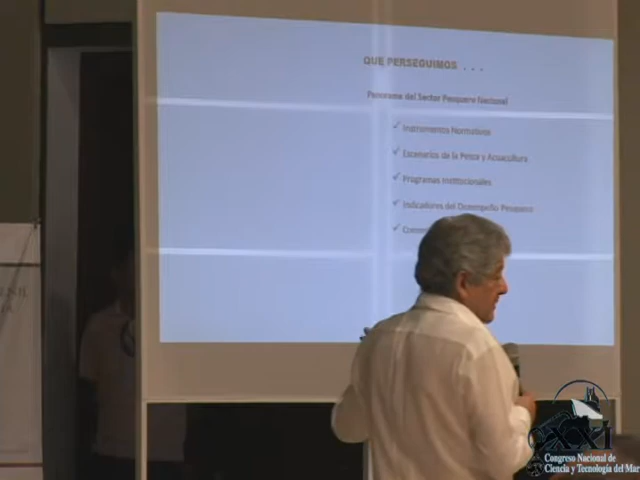 QUE PERSEGUIMOS . . .
Panorama del Sector Pesquero Nacional
✓ Instrumentos Normativos
✓ Escenarios de la Pesca y Acuacultura
✓ Programas Institucionales
✓ Indicadores del Desempeño Pesquero
XXI
Congreso Nacional de
Ciencia y Tecnología del Mar